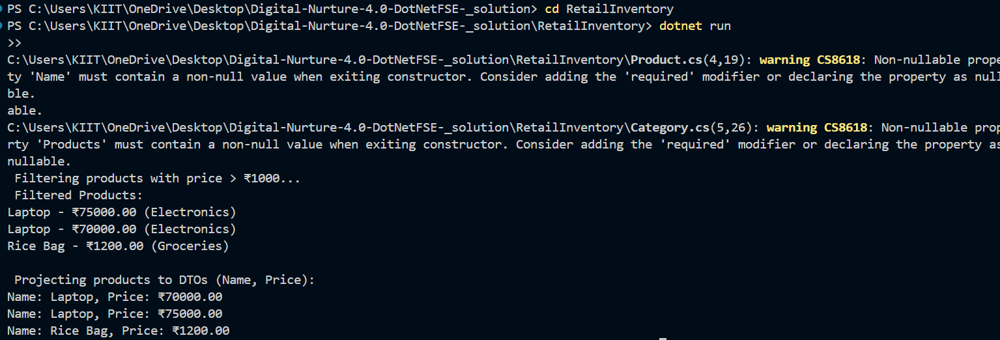 PS C:\Users\KIIT\OneDrive\Desktop\Digital-Nurture-4.0-DotNetFSE-_solution> cd RetailInventory
PS C:\Users\KIIT\OneDrive\Desktop\Digital-Nurture-4.0-DotNetFSE-_solution\RetailInventory> dotnet run
>>
C:\Users\KIIT\OneDrive\Desktop\Digital-Nurture-4.0-DotNetFSE-_solution\RetailInventory\Product.cs(4,19): warning CS8618: Non-nullable prope
ty 'Name' must contain a non-null value when exiting constructor. Consider adding the 'required' modifier or declaring the property as null
ble.
able.
C:\Users\KIIT\OneDrive\Desktop\Digital-Nurture-4.0-DotNetFSE-_solution\RetailInventory\Category.cs(5,26): warning CS8618: Non-nullable prop
rty 'Products' must contain a non-null value when exiting constructor. Consider adding the 'required' modifier or declaring the property as
nullable.
Filtering products with price > ₹1000...
Filtered Products:
Laptop - ₹75000.00 (Electronics)
Laptop - ₹70000.00 (Electronics)
Rice Bag - ₹1200.00 (Groceries)
Projecting products to DTOs (Name, Price):
Name: Laptop, Price: ₹70000.00
Name: Laptop, Price: ₹75000.00
Name: Rice Bag, Price: ₹1200.00